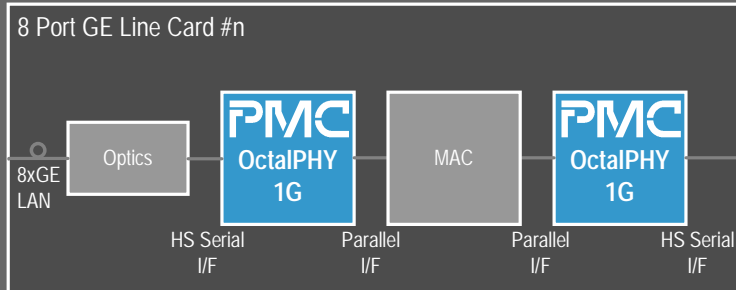 8 Port GE Line Card #n
8xGE
LAN
Optics
PMC
OctalPHY
1G
MAC
PMC
OctalPHY
1G
HS Serial
I/F
Parallel
I/F
Parallel
I/F
HS Serial
I/F